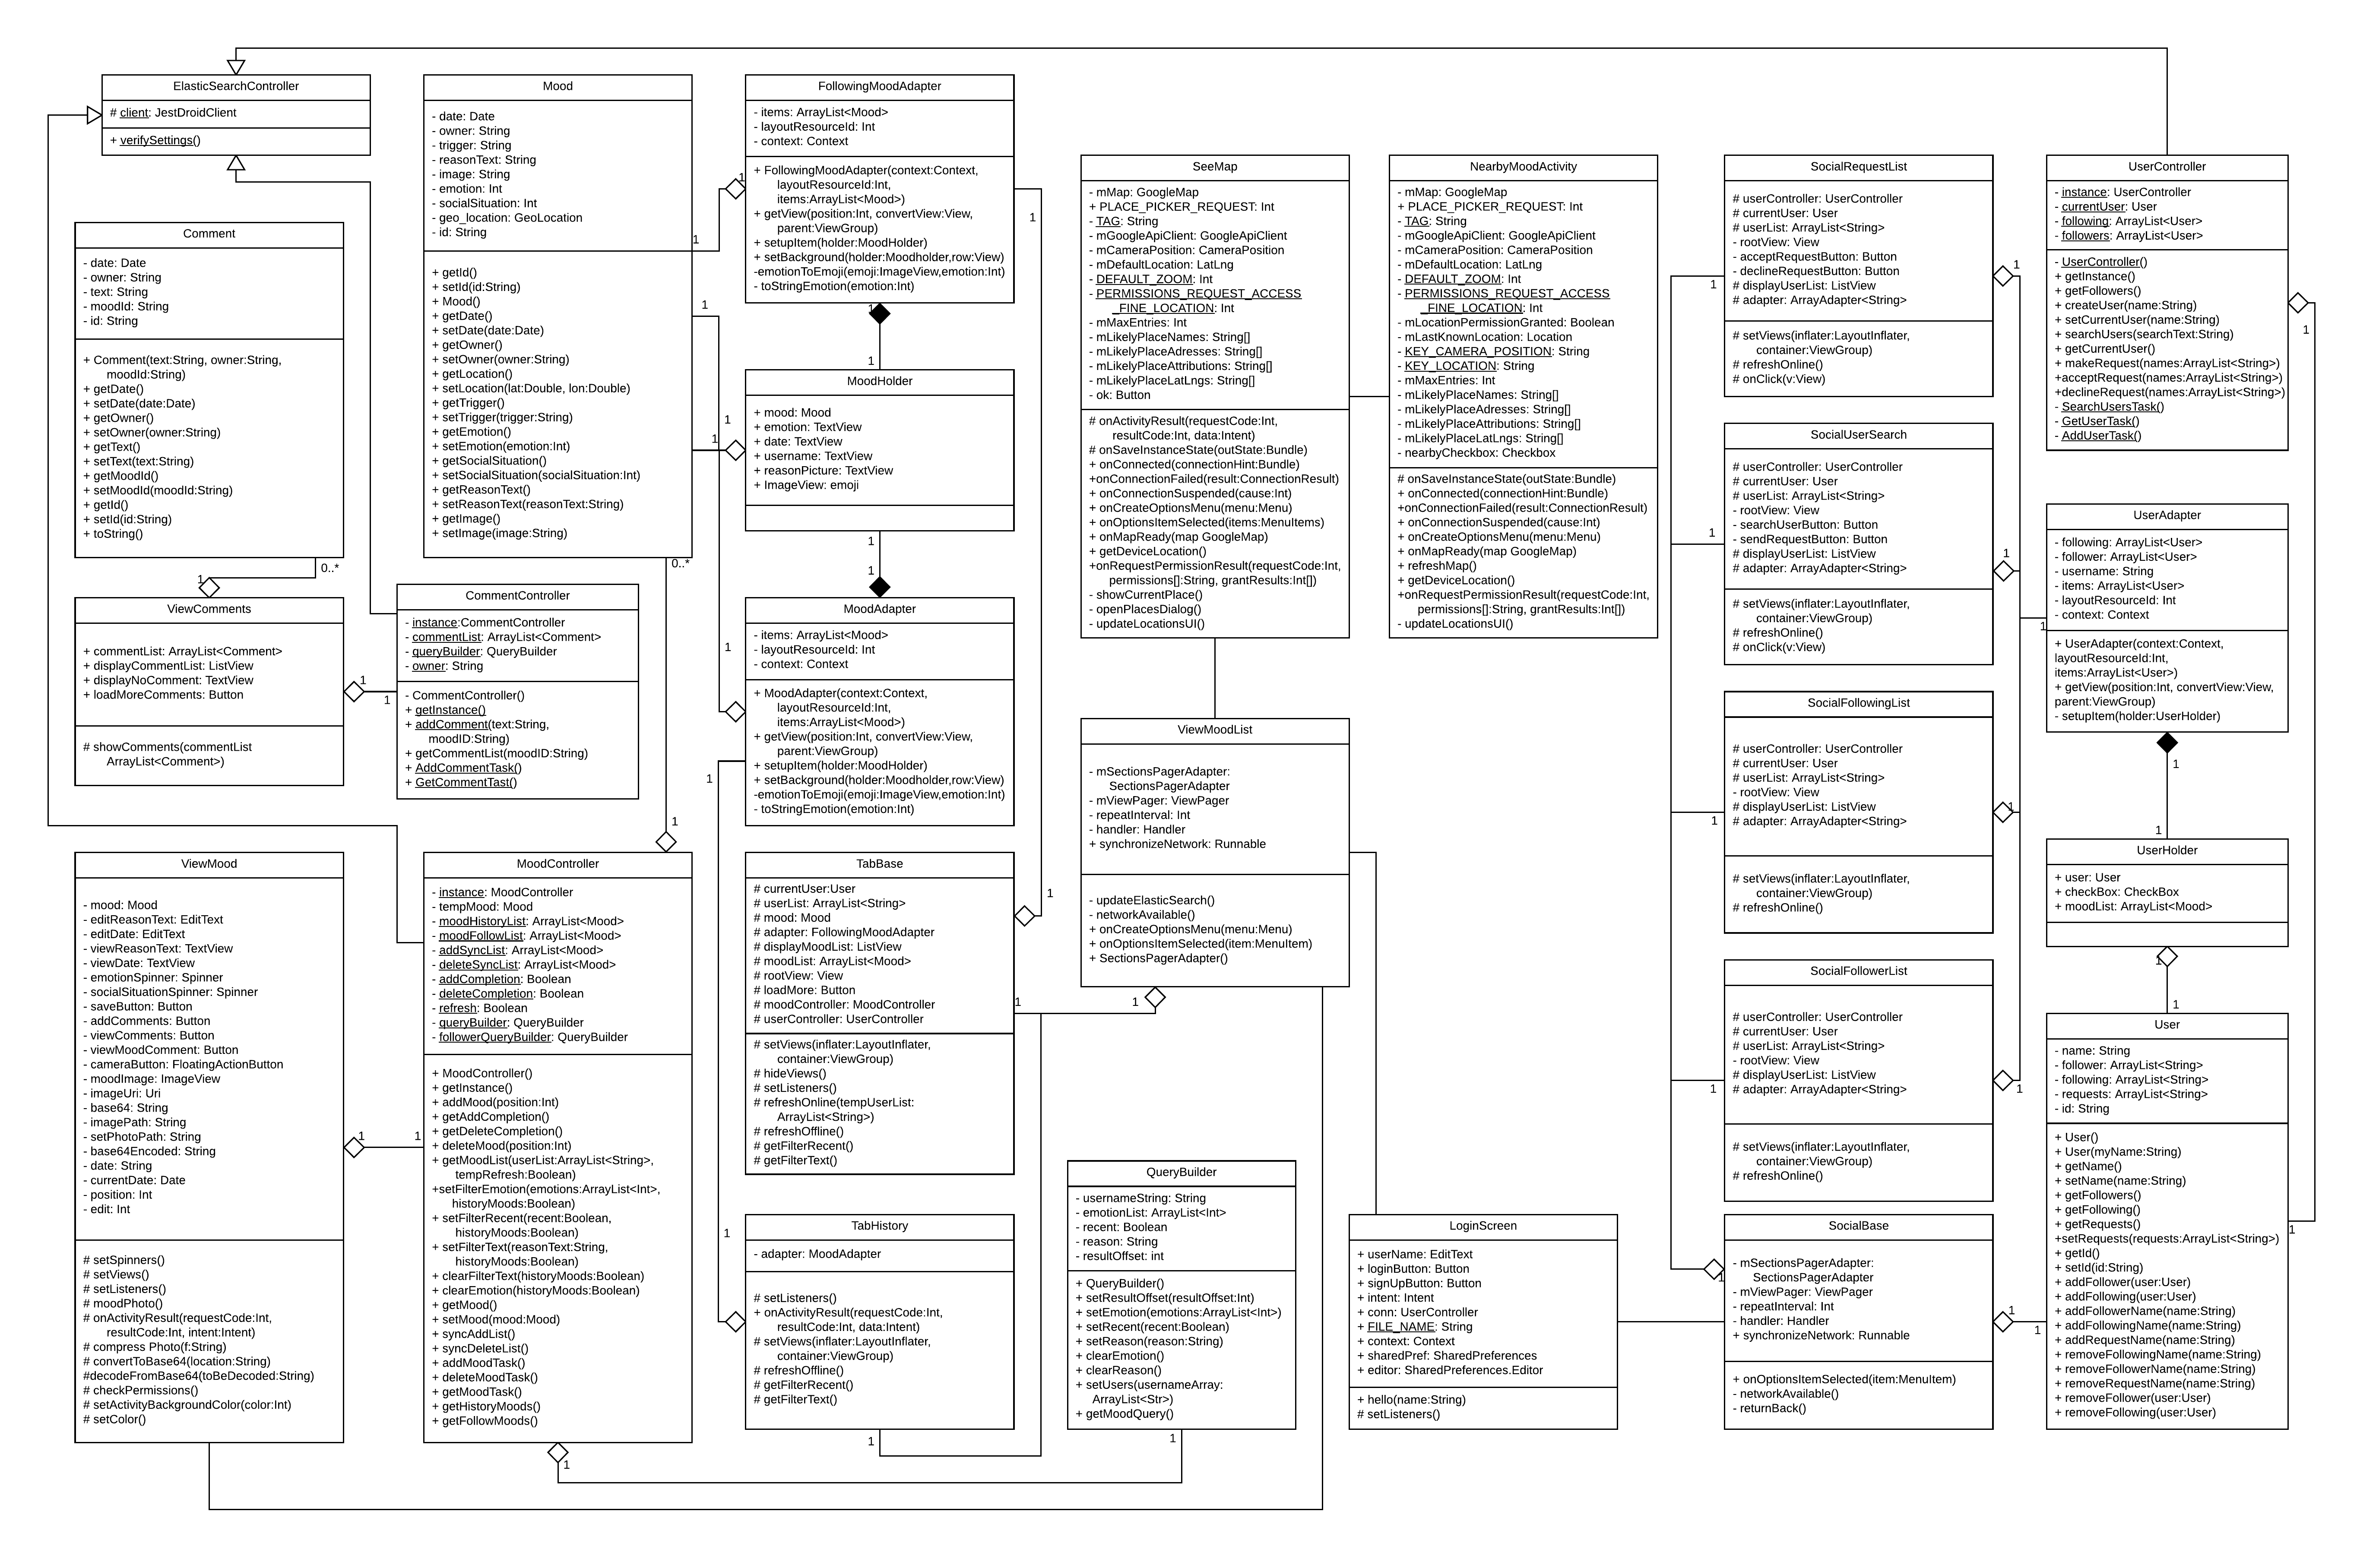 ElasticSearchController
# client: JestDroidClient
+ verifySettings()
Comment
- date: Date
- owner: String
- text: String
- moodId: String
- id: String
+ Comment(text:String, owner:String,
moodId:String)
+ getDate()
+ setDate(date:Date)
+ getOwner()
+ setOwner(owner:String)
+ getText()
+ setText(text:String)
+ getMoodId()
+ setMoodId(moodId:String)
+ getId()
+ setId(id:String)
+ toString()
0..*
1
ViewComments
+ commentList: ArrayList<Comment>
+ displayCommentList: ListView
+ displayNoComment: TextView
+ loadMoreComments: Button
# showComments(commentList
ArrayList<Comment>)
1
1
CommentController
- instance:CommentController
- commentList: ArrayList<Comment>
- queryBuilder: QueryBuilder
- owner: String
- CommentController()
+ getInstance()
+ addComment(text:String,
moodID:String)
+ getCommentList(moodID:String)
+ AddCommentTask()
+ GetCommentTast()
ViewMood
- mood: Mood
- editReasonText: EditText
- editDate: EditText
- viewReasonText: TextView
- viewDate: TextView
- emotionSpinner: Spinner
- socialSituationSpinner: Spinner
- saveButton: Button
- addComments: Button
- viewComments: Button
- viewMoodComment: Button
- cameraButton: FloatingActionButton
- moodImage: ImageView
- imageUri: Uri
- base64: String
- imagePath: String
- setPhotoPath: String
- base64Encoded: String
- date: String
- currentDate: Date
- position: Int
- edit: Int
# setSpinners()
# setViews()
# setListeners()
# moodPhoto()
# onActivityResult(requestCode:Int,
resultCode:Int, intent:Intent)
# compress Photo(f:String)
# convertToBase64(location:String)
#decodeFromBase64(toBeDecoded:String)
# checkPermissions()
# setActivityBackgroundColor(color:Int)
# setColor()
1
1
Mood
- date: Date
- owner: String
- trigger: String
- reasonText: String
- image: String
- emotion: Int
- socialSituation: Int
- geo_location: GeoLocation
- id: String
+ getId()
+ setId(id:String)
+ Mood()
+ getDate()
+ setDate(date:Date)
+ getOwner()
+ setOwner(owner:String)
+ getLocation()
+ setLocation(lat:Double, lon:Double)
+ getTrigger()
+ setTrigger(trigger:String)
+ getEmotion()
+ setEmotion(emotion:Int)
+ getSocialSituation()
+ setSocialSituation(socialSituation:Int)
+ getReasonText()
+ setReasonText(reasonText:String)
+ getImage()
+ setImage(image:String)
0..*
1
MoodController
- instance: MoodController
- tempMood: Mood
- moodHistoryList: ArrayList<Mood>
- moodFollowList: ArrayList<Mood>
- addSyncList: ArrayList<Mood>
- deleteSyncList: ArrayList<Mood>
- addCompletion: Boolean
- deleteCompletion: Boolean
- refresh: Boolean
- queryBuilder: QueryBuilder
- followerQueryBuilder: QueryBuilder
+ MoodController()
+ getInstance()
+ addMood(position:Int)
+ getAddCompletion()
+ getDeleteCompletion()
+ deleteMood(position:Int)
+ getMoodList(userList:ArrayList<String>,
tempRefresh:Boolean)
+setFilterEmotion(emotions:ArrayList<Int>,
historyMoods:Boolean)
+ setFilterRecent(recent:Boolean,
historyMoods:Boolean)
+ setFilterText(reasonText:String,
historyMoods:Boolean)
+ clearFilterText(historyMoods:Boolean)
+ clearEmotion(historyMoods:Boolean)
+ getMood()
+ setMood(mood:Mood)
+ syncAddList()
+ syncDeleteList()
+ addMoodTask()
+ deleteMoodTask()
+ getMoodTask()
+ getHistoryMoods()
+ getFollowMoods()
1
1
1
1
1
1
1
1
1
FollowingMoodAdapter
- items: ArrayList<Mood>
- layoutResourceId: Int
- context: Context
+ FollowingMoodAdapter(context:Context,
layoutResourceId:Int,
items:ArrayList<Mood>)
+ getView(position:Int, convertView:View,
parent:ViewGroup)
+ setupItem(holder:MoodHolder)
+ setBackground(holder:Moodholder,row:View)
-emotionToEmoji(emoji:ImageView,emotion:Int)
- toStringEmotion(emotion:Int)
1
1
1
MoodHolder
+ mood: Mood
+ emotion: TextView
+ date: TextView
+ username: TextView
+ reasonPicture: TextView
+ ImageView: emoji
1
1
MoodAdapter
- items: ArrayList<Mood>
- layoutResourceId: Int
- context: Context
+ MoodAdapter(context:Context,
layoutResourceId:Int,
items:ArrayList<Mood>)
+ getView(position:Int, convertView:View,
parent:ViewGroup)
+ setupItem(holder:MoodHolder)
+ setBackground(holder:Moodholder,row:View)
-emotionToEmoji(emoji:ImageView,emotion:Int)
- toStringEmotion(emotion:Int)
TabBase
# currentUser:User
# userList: ArrayList<String>
# mood: Mood
# adapter: FollowingMoodAdapter
# displayMoodList: ListView
# moodList: ArrayList<Mood>
# rootView: View
# loadMore: Button
# moodController: MoodController
# userController: UserController
# setViews(inflater:LayoutInflater,
container:ViewGroup)
# hideViews()
# setListeners()
# refreshOnline(tempUserList:
ArrayList<String>)
# refreshOffline()
# getFilterRecent()
# getFilterText()
1
1
1
TabHistory
- adapter: MoodAdapter
# setListeners()
+ onActivityResult(requestCode:Int,
resultCode:Int, data:Intent)
# setViews(inflater:LayoutInflater,
container:ViewGroup)
# refreshOffline()
# getFilterRecent()
# getFilterText()
1
SeeMap
- mMap: GoogleMap
+ PLACE_PICKER_REQUEST: Int
- TAG: String
- mGoogleApiClient: GoogleApiClient
- mCameraPosition: CameraPosition
- mDefaultLocation: LatLng
- DEFAULT_ZOOM: Int
- PERMISSIONS_REQUEST_ACCESS
_FINE_LOCATION: Int
- mMaxEntries: Int
- mLikelyPlaceNames: String[]
- mLikelyPlaceAdresses: String[]
- mLikelyPlaceAttributions: String[]
- mLikelyPlaceLatLngs: String[]
- ok: Button
# onActivityResult(requestCode:Int,
resultCode:Int, data:Intent)
# onSaveInstanceState(outState:Bundle)
+ onConnected(connectionHint:Bundle)
+onConnectionFailed(result:ConnectionResult)
+ onConnectionSuspended(cause:Int)
+ onCreateOptionsMenu(menu:Menu)
+ onOptionsItemSelected(items:MenuItems)
+ onMapReady(map GoogleMap)
+ getDeviceLocation()
+onRequestPermissionResult(requestCode:Int,
permissions[]:String, grantResults:Int[])
- showCurrentPlace()
- openPlacesDialog()
- updateLocationsUI()
ViewMoodList
- mSectionsPagerAdapter:
SectionsPagerAdapter
- mViewPager: ViewPager
- repeatInterval: Int
- handler: Handler
+ synchronizeNetwork: Runnable
- updateElasticSearch()
- networkAvailable()
+ onCreateOptionsMenu(menu:Menu)
+ onOptionsItemSelected(item:MenuItem)
+ SectionsPagerAdapter()
1
QueryBuilder
- usernameString: String
- emotionList: ArrayList<Int>
- recent: Boolean
- reason: String
- resultOffset: int
+ QueryBuilder()
+ setResultOffset(resultOffset:Int)
+ setEmotion(emotions:ArrayList<Int>)
+ setRecent(recent:Boolean)
+ setReason(reason:String)
+ clearEmotion()
+ clearReason()
+ setUsers(usernameArray:
ArrayList<Str>)
+ getMoodQuery()
1
NearbyMoodActivity
- mMap: GoogleMap
+ PLACE_PICKER_REQUEST: Int
- TAG: String
- mGoogleApiClient: GoogleApiClient
- mCameraPosition: CameraPosition
- mDefaultLocation: LatLng
- DEFAULT_ZOOM: Int
- PERMISSIONS_REQUEST_ACCESS
_FINE_LOCATION: Int
- mLocationPermissionGranted: Boolean
- mLastKnownLocation: Location
- KEY_CAMERA_POSITION: String
- KEY_LOCATION: String
- mMaxEntries: Int
- mLikelyPlaceNames: String[]
- mLikelyPlaceAdresses: String[]
- mLikelyPlaceAttributions: String[]
- mLikelyPlaceLatLngs: String[]
- nearbyCheckbox: Checkbox
# onSaveInstanceState(outState:Bundle)
+ onConnected(connectionHint:Bundle)
+onConnectionFailed(result:ConnectionResult)
+ onConnectionSuspended(cause:Int)
+ onCreateOptionsMenu(menu:Menu)
+ onMapReady(map GoogleMap)
+ refreshMap()
+ getDeviceLocation()
+onRequestPermissionResult(requestCode:Int,
permissions[]:String, grantResults:Int[])
- updateLocationsUI()
LoginScreen
+ userName: EditText
+ loginButton: Button
+ signUpButton: Button
+ intent: Intent
+ conn: UserController
+ FILE_NAME: String
+ context: Context
+ sharedPref: SharedPreferences
+ editor: SharedPreferences.Editor
+ hello(name:String)
# setListeners()
SocialRequestList
# userController: UserController
# currentUser: User
# userList: ArrayList<String>
- rootView: View
- acceptRequestButton: Button
- declineRequestButton: Button
# displayUserList: ListView
# adapter: ArrayAdapter<String>
# setViews(inflater:LayoutInflater,
container:ViewGroup)
# refreshOnline()
# onClick(v:View)
1
1
SocialUserSearch
# userController: UserController
# currentUser: User
# userList: ArrayList<String>
- rootView: View
- searchUserButton: Button
- sendRequestButton: Button
# displayUserList: ListView
# adapter: ArrayAdapter<String>
# setViews(inflater:LayoutInflater,
container:ViewGroup)
# refreshOnline()
# onClick(v:View)
1
1
1
SocialFollowingList
# userController: UserController
# currentUser: User
# userList: ArrayList<String>
- rootView: View
# displayUserList: ListView
# adapter: ArrayAdapter<String>
# setViews(inflater:LayoutInflater,
container:ViewGroup)
# refreshOnline()
1
1
SocialFollowerList
# userController: UserController
# currentUser: User
# userList: ArrayList<String>
- rootView: View
# displayUserList: ListView
# adapter: ArrayAdapter<String>
# setViews(inflater:LayoutInflater,
container:ViewGroup)
# refreshOnline()
1
1
SocialBase
- mSectionsPagerAdapter:
SectionsPagerAdapter
- mViewPager: ViewPager
- repeatInterval: Int
- handler: Handler
+ synchronizeNetwork: Runnable
+ onOptionsItemSelected(item:MenuItem)
- networkAvailable()
- returnBack()
1
1
1
UserController
- instance: UserController
- currentUser: User
- following: ArrayList<User>
- followers: ArrayList<User>
- UserController()
+ getInstance()
+ getFollowers()
+ createUser(name:String)
+ setCurrentUser(name:String)
+ searchUsers(searchText:String)
+ getCurrentUser()
+ makeRequest(names:ArrayList<String>)
+acceptRequest(names:ArrayList<String>)
+declineRequest(names:ArrayList<String>)
- SearchUsersTask()
- GetUserTask()
- AddUserTask()
1
UserAdapter
- following: ArrayList<User>
- follower: ArrayList<User>
- username: String
- items: ArrayList<User>
- layoutResourceId: Int
- context: Context
+ UserAdapter(context:Context,
layoutResourceId:Int,
items:ArrayList<User>)
+ getView(position:Int, convertView:View,
parent:ViewGroup)
- setupItem(holder:UserHolder)
1
1
UserHolder
+ user: User
+ checkBox: CheckBox
+ moodList: ArrayList<Mood>
1
1
User
- name: String
- follower: ArrayList<String>
- following: ArrayList<String>
- requests: ArrayList<String>
- id: String
+ User()
+ User(myName:String)
+ getName()
+ setName(name:String)
+ getFollowers()
+ getFollowing()
+ getRequests()
+setRequests(requests:ArrayList<String>)
+ getId()
+ setId(id:String)
+ addFollower(user:User)
+ addFollowing(user:User)
+ addFollowerName(name:String)
+ addFollowingName(name:String)
+ addRequestName(name:String)
+ removeFollowingName(name:String)
+ removeFollowerName(name:String)
+ removeRequestName(name:String)
+ removeFollower(user:User)
+ removeFollowing(user:User)
1